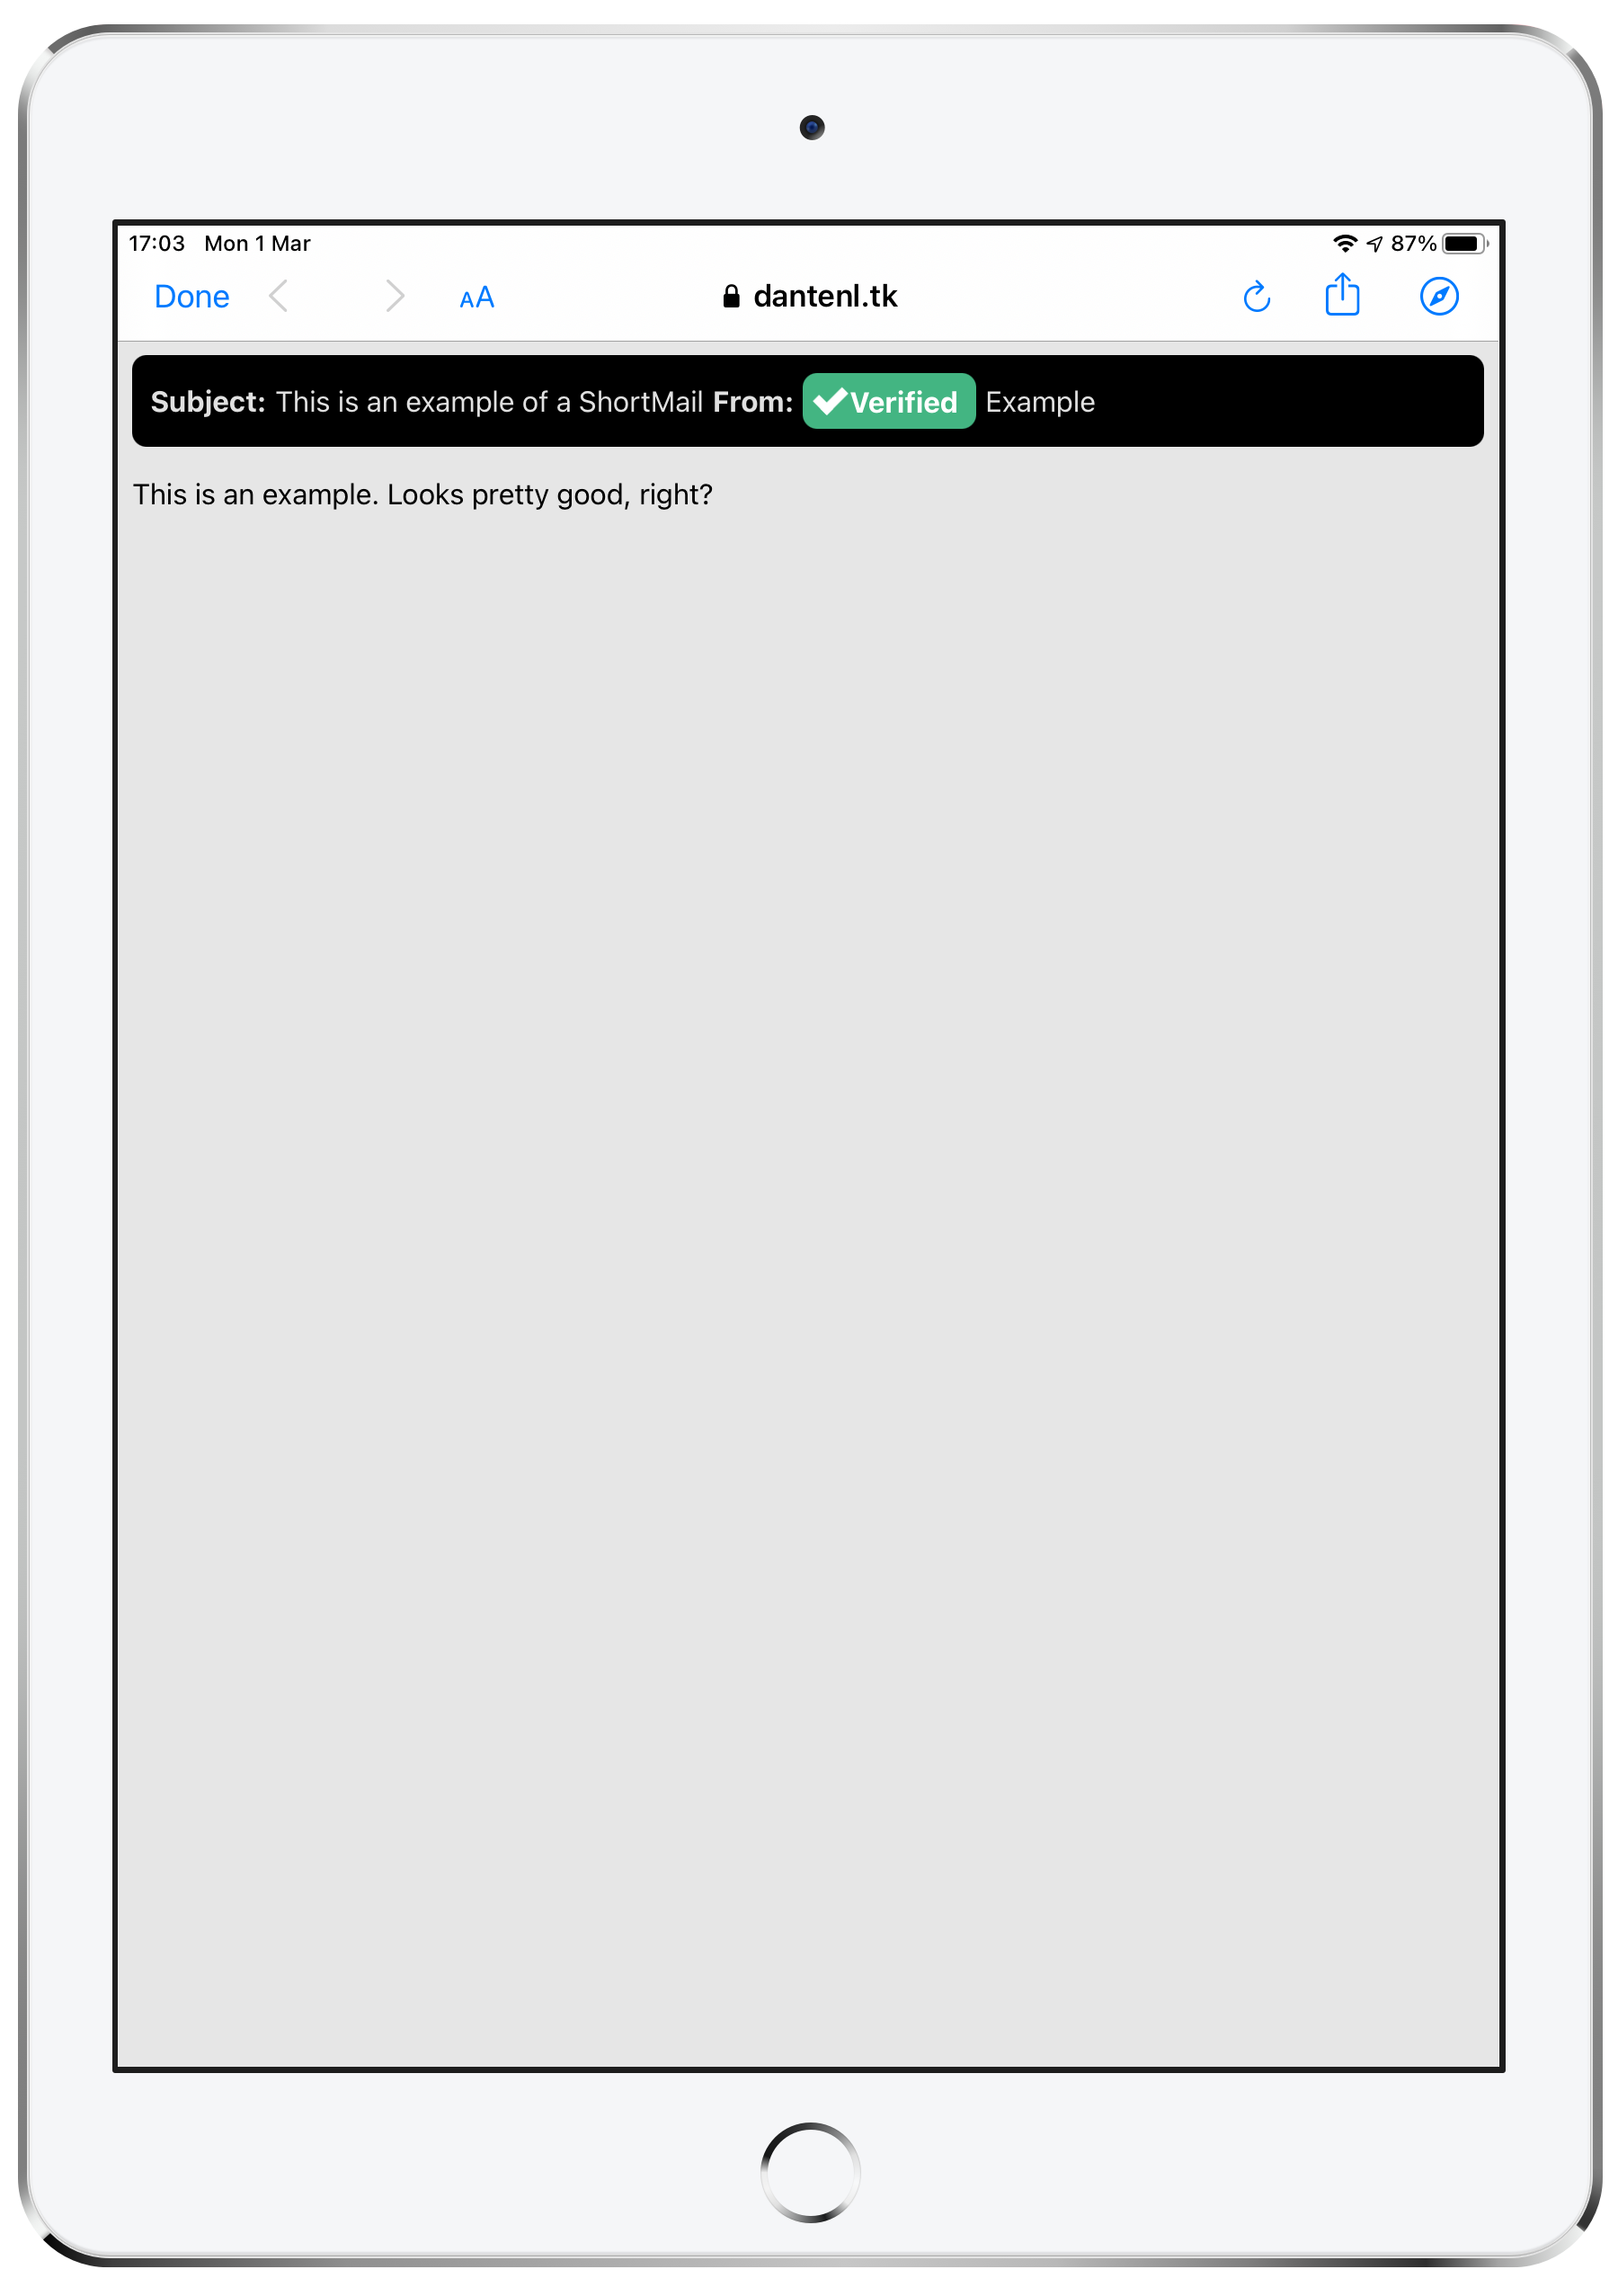 17:03 Mon 1 Mar 87%
Done AA dantenl.tk
Subject: This is an example of a ShortMail From: Verified Example
This is an example. Looks pretty good, right?